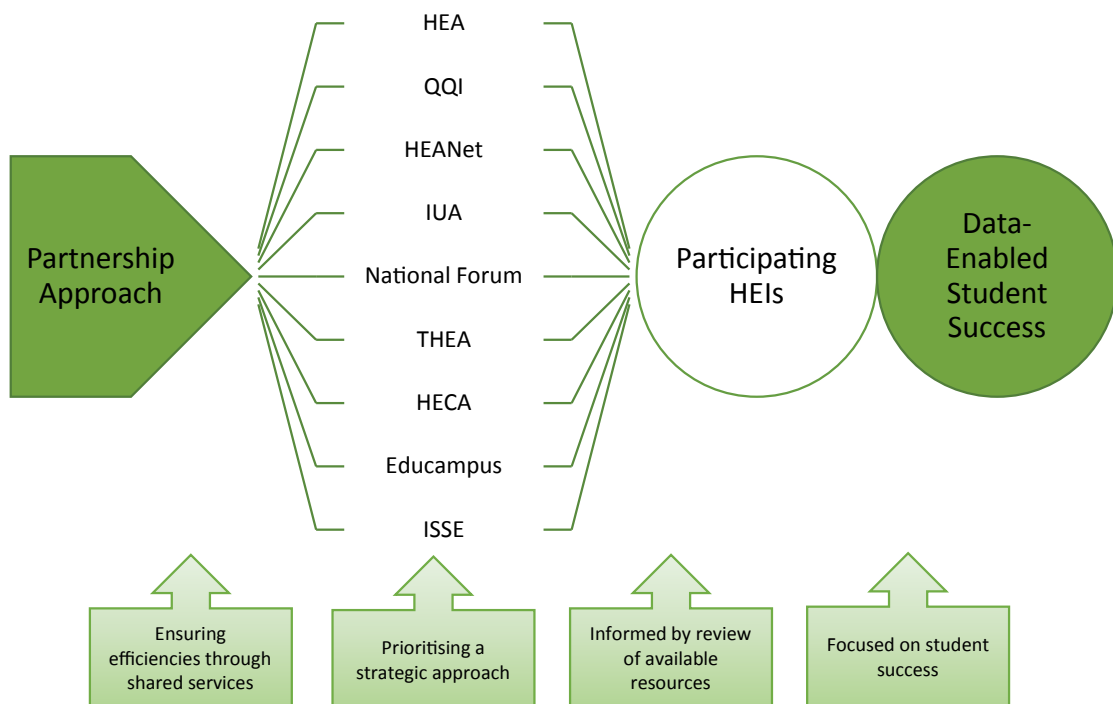 Partnership
Approach
HEA
QQI
HEANet
IUA
National Forum
THEA
HECA
Educampus
ISSE
Participating
HEIs
Data-
Enabled
Student
Success
Ensuring
efficiencies through
shared services
Prioritising a
strategic approach
Informed by review
of available
resources
Focused on student
success